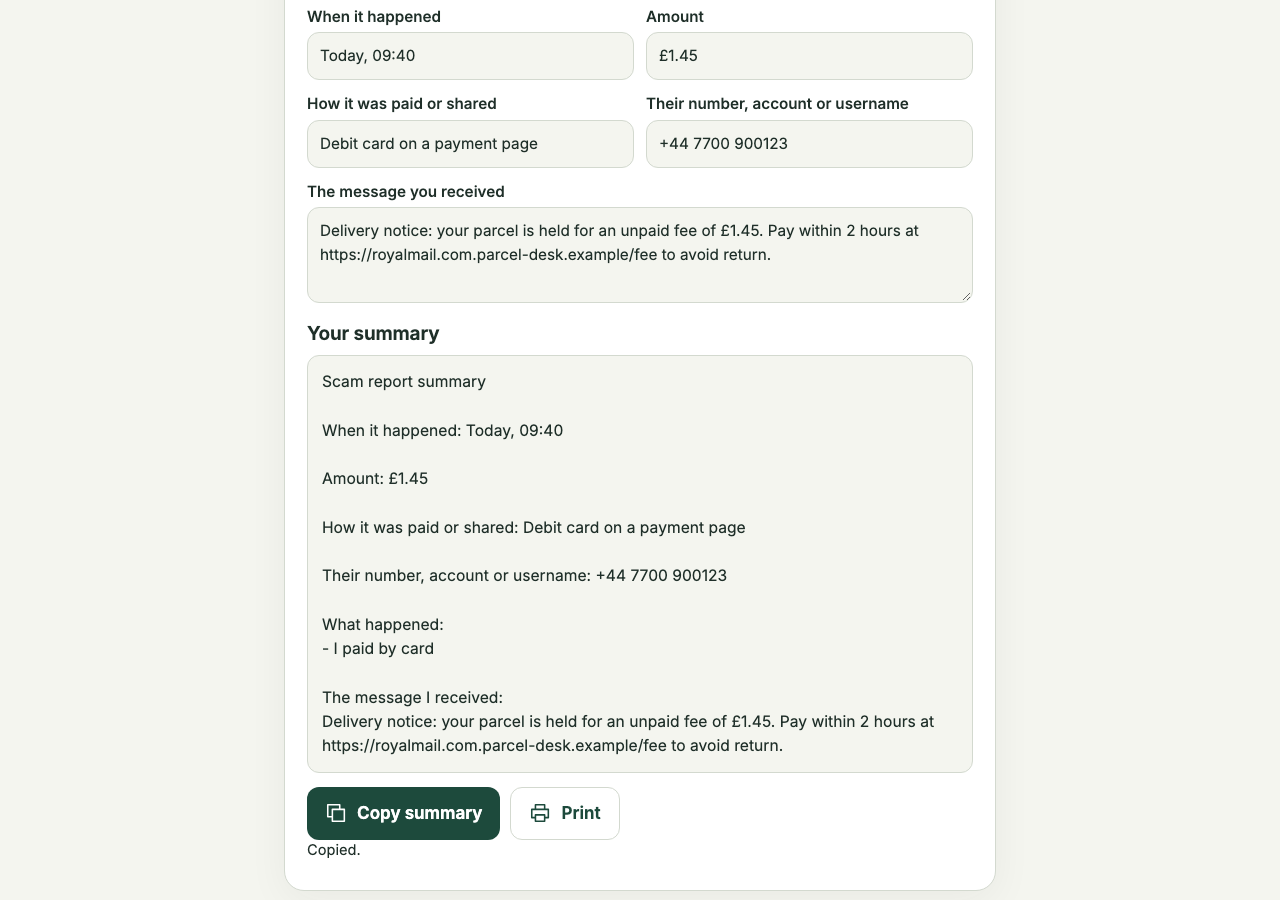 When it happened
Amount
Today, 09:40
£1.45
How it was paid or shared
Their number, account or username
Debit card on a payment page
+44 7700 900123
The message you received
Delivery notice: your parcel is held for an unpaid fee of £1.45. Pay within 2 hours at
https://royalmail.com.parcel-desk.example/fee to avoid return.
Your summary
Scam report summary
When it happened: Today, 09:40
Amount: £1.45
How it was paid or shared: Debit card on a payment page
Their number, account or username: +44 7700 900123
What happened:
- I paid by card
The message I received:
Delivery notice: your parcel is held for an unpaid fee of £1.45. Pay within 2 hours at
https://royalmail.com.parcel-desk.example/fee to avoid return.
Copy summary
Print
Copied.